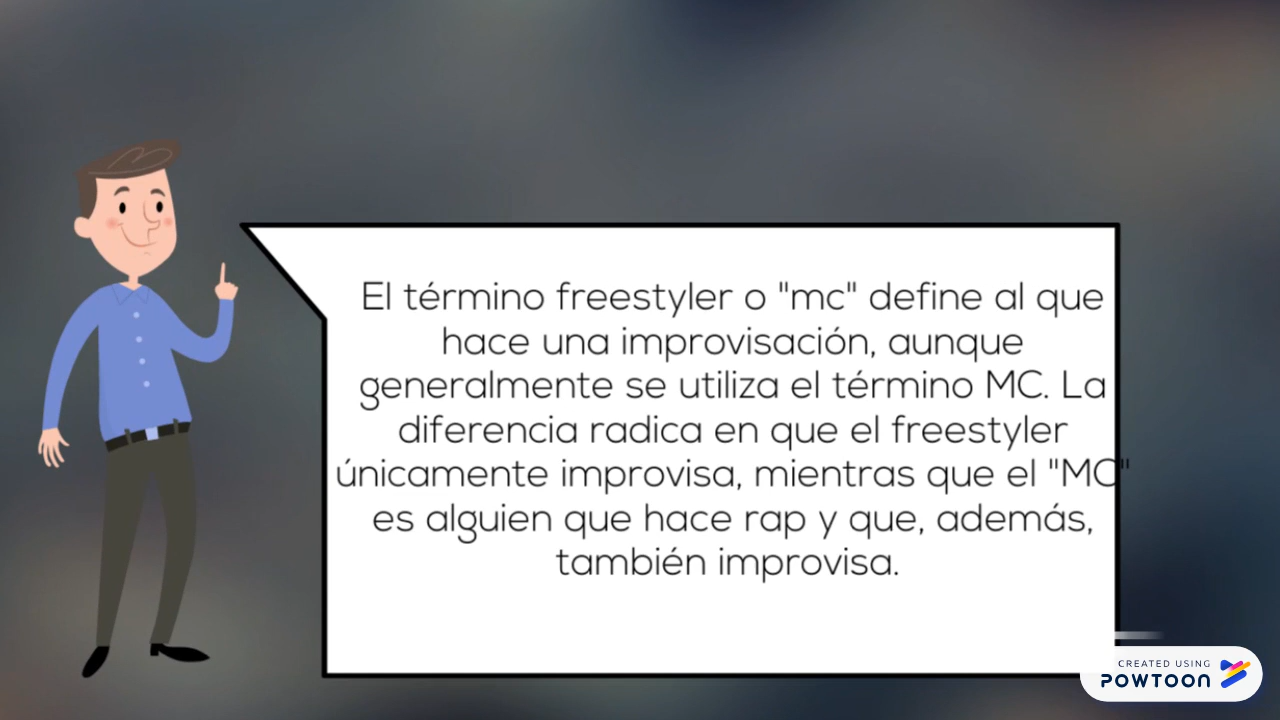 El término freestyler o "mc" define al que
hace una improvisación, aunque
generalmente se utiliza el término MC. La
diferencia radica en que el freestyler
únicamente improvisa, mientras que el "MC"
es alguien que hace rap y que, además,
también improvisa.
CREATED USING
POWTOON